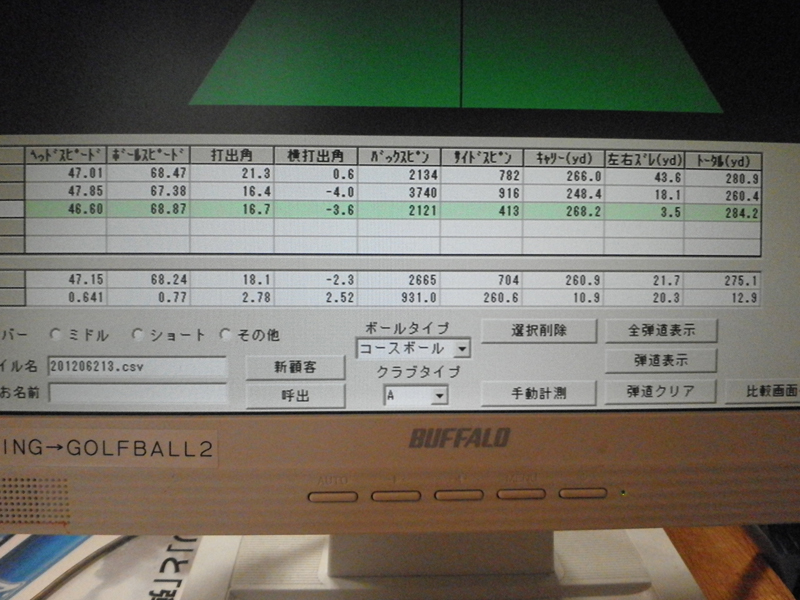 ﾍｯﾄﾞｽﾋﾟｰﾄﾞ ﾎﾞｰﾙｽﾋﾟｰﾄﾞ 打出角 横打出角 ﾊﾞｯｸｽﾋﾟﾝ ｻｲﾄﾞｽﾋﾟﾝ ｷｬﾘｰ(yd) 左右ｽﾞﾚ(yd) ﾄｰﾀﾙ(yd)
47.01 68.47 21.3 0.6 2134 782 266.0 43.6 280.9
47.85 67.38 16.4 -4.0 3740 916 248.4 18.1 260.4
46.60 68.87 16.7 -3.6 2121 413 268.2 3.5 284.2
47.15 68.24 18.1 -2.3 2665 704 260.9 21.7 275.1
0.641 0.77 2.78 2.52 931.0 260.6 10.9 20.3 12.9
バー ミドル ショート その他
ボールタイプ
コースボール
選択削除 全弾道表示
イル名 201206213.csv 新顧客
クラブタイプ
弾道表示
お名前 呼出
A
手動計測 弾道クリア 比較画面
ING→GOLFBALL2
BUFFALO